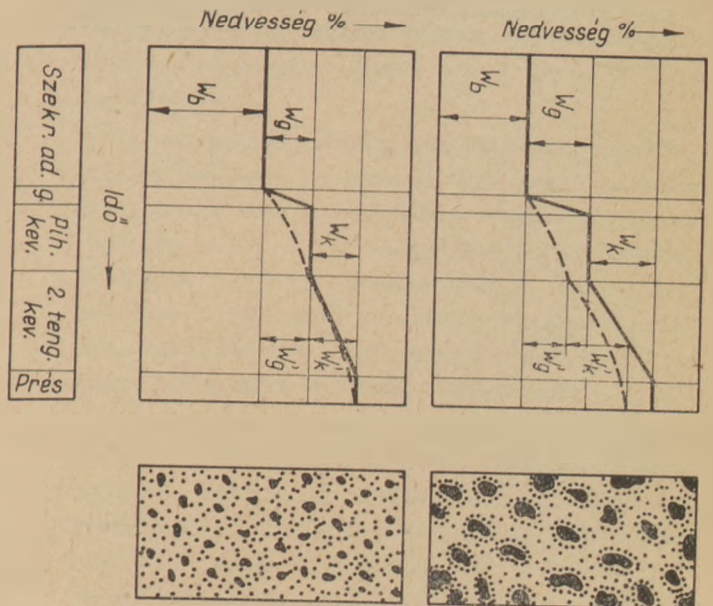 Nedvesség %
Nedvesség %
W_b
W_g
W_k
W'_g
W'_k
W_b
W_g
W_k
W'_g
W'_k
Idő
Szekr. ad. g.
Pih.
kev.
2. teng.
kev.
Prés